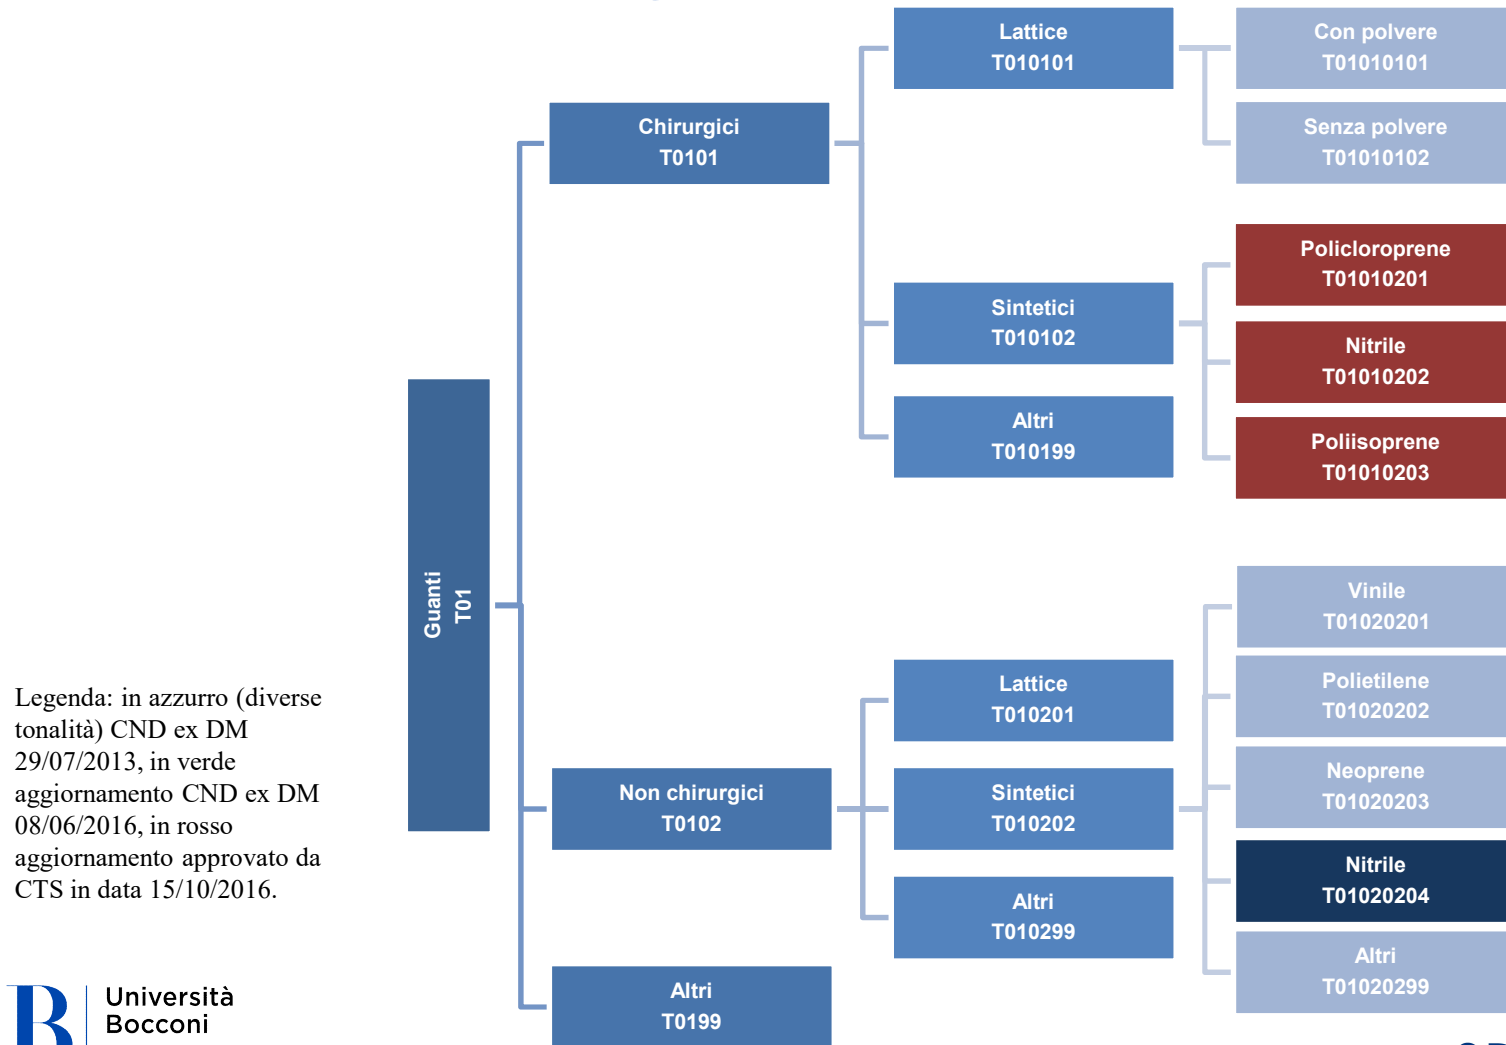 Lattice
T010101
Con polvere
T01010101
Senza polvere
T01010102
Chirurgici
T0101
Policloroprene
T01010201
Sintetici
T010102
Nitrile
T01010202
Altri
T010199
Poliisoprene
T01010203
Guanti
T01
Vinile
T01020201
Lattice
T010201
Polietilene
T01020202
Non chirurgici
T0102
Sintetici
T010202
Neoprene
T01020203
Nitrile
T01020204
Altri
T010299
Altri
T01020299
Altri
T0199
Legenda: in azzurro (diverse
tonalità) CND ex DM
29/07/2013, in verde
aggiornamento CND ex DM
08/06/2016, in rosso
aggiornamento approvato da
CTS in data 15/10/2016.
B
Università
Bocconi